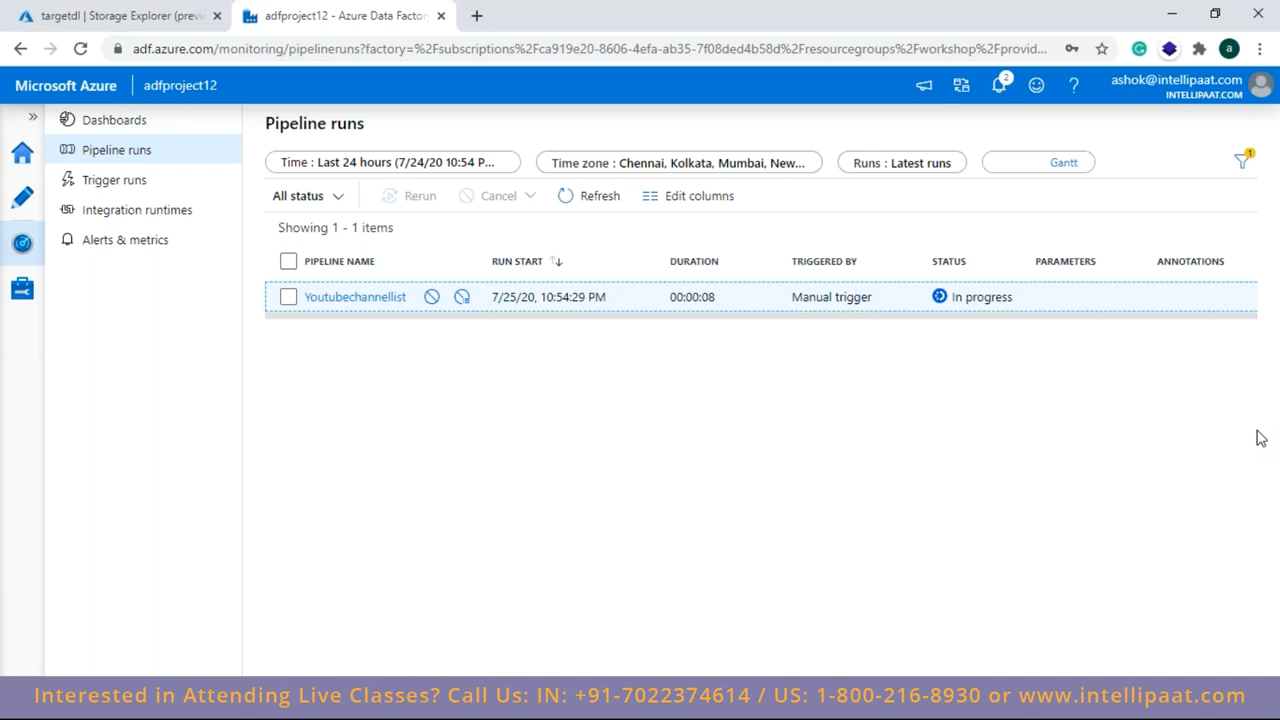 targetdl | Storage Explorer (previ
adfproject12 - Azure Data Factor
adf.azure.com/monitoring/pipelineruns?factory=%2Fsubscriptions%2Fca919e20-8606-4efa-ab35-7f08ded4b58d%2Fresourcegroups%2Fworkshop%2Fprovid...
a
Microsoft Azure
adfproject12
2
ashok@intellipaat.com
INTELLIPAAT.COM
Dashboards
Pipeline runs
Trigger runs
Integration runtimes
Alerts & metrics
Pipeline runs
Time : Last 24 hours (7/24/20 10:54 P...
Time zone : Chennai, Kolkata, Mumbai, New...
Runs : Latest runs
Gantt
1
All status
Rerun
Cancel
Refresh
Edit columns
Showing 1 - 1 items
PIPELINE NAME RUN START DURATION TRIGGERED BY STATUS PARAMETERS ANNOTATIONS
Youtubechannellist 7/25/20, 10:54:29 PM 00:00:08 Manual trigger In progress
Interested in Attending Live Classes? Call Us: IN: +91-7022374614 / US: 1-800-216-8930 or www.intellipaat.com